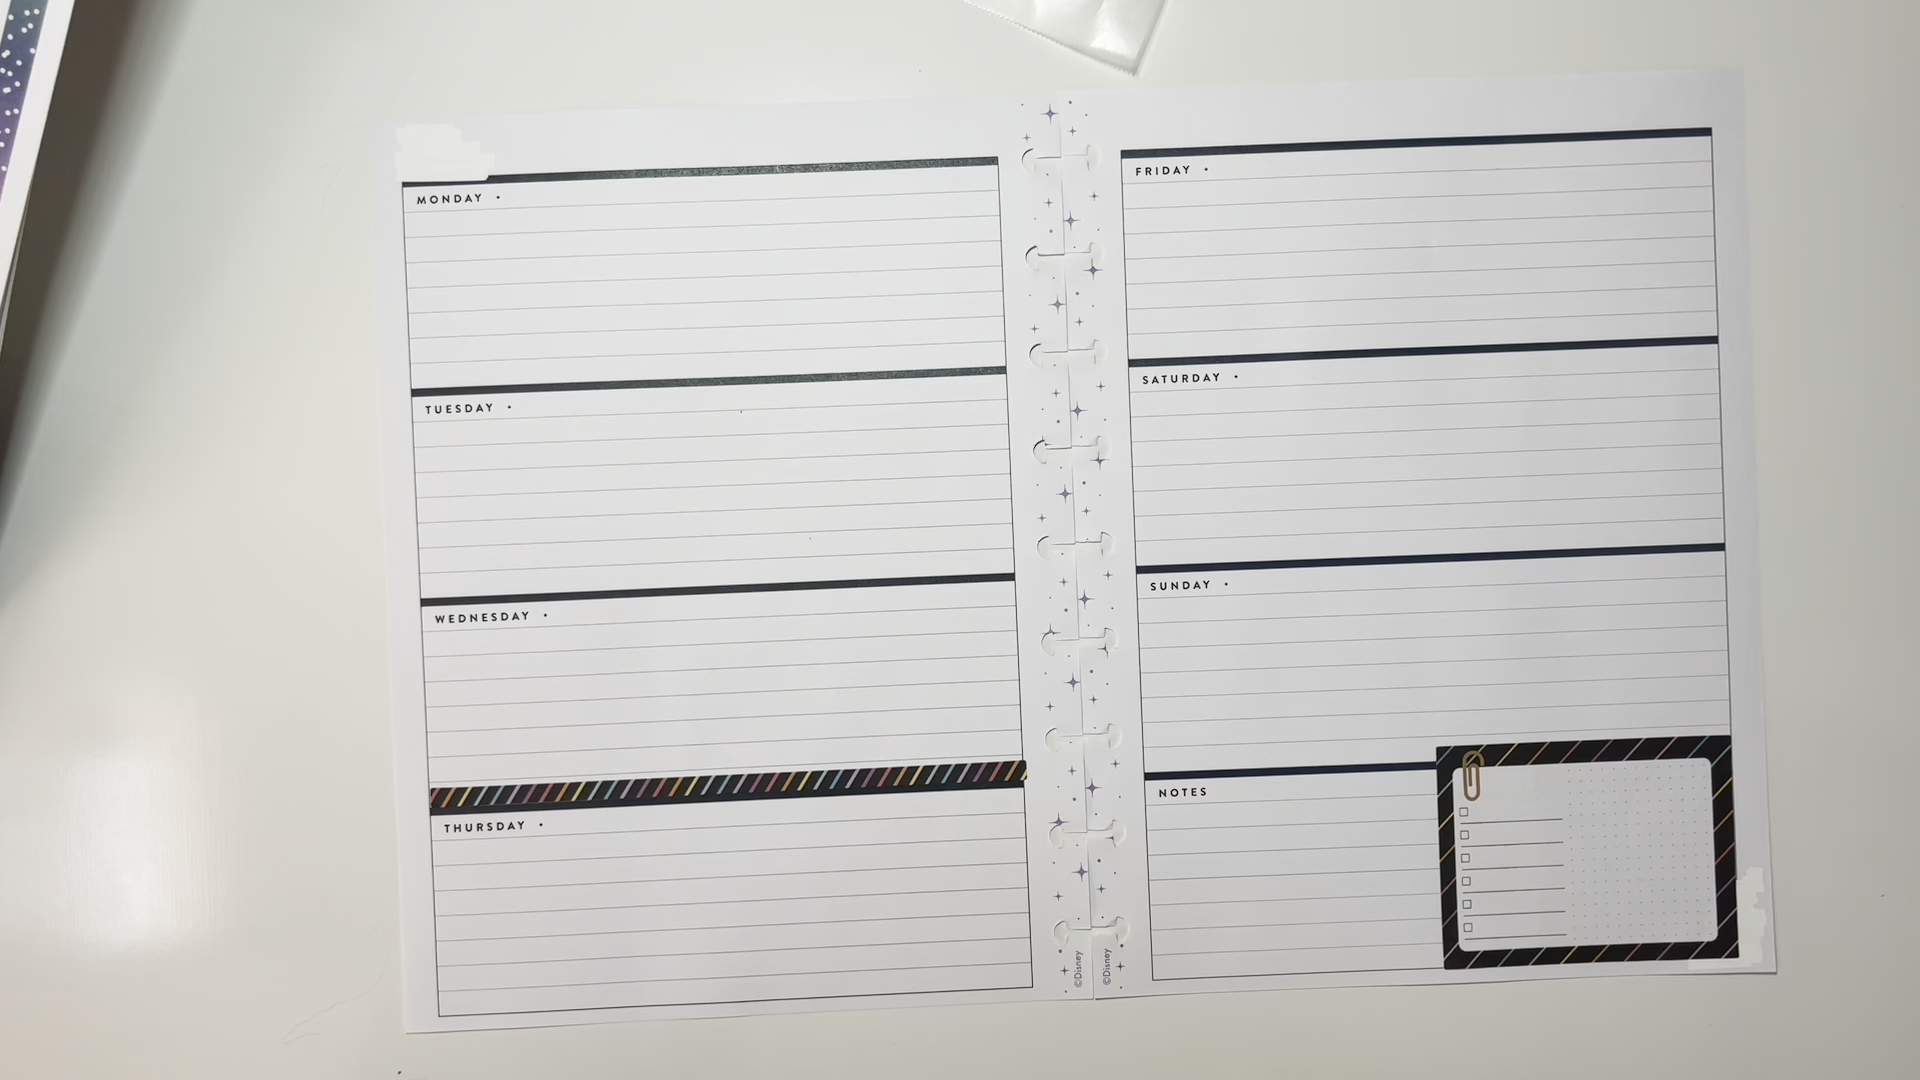 MONDAY •
TUESDAY •
WEDNESDAY •
THURSDAY •
©Disney
FRIDAY •
SATURDAY •
SUNDAY •
NOTES
©Disney